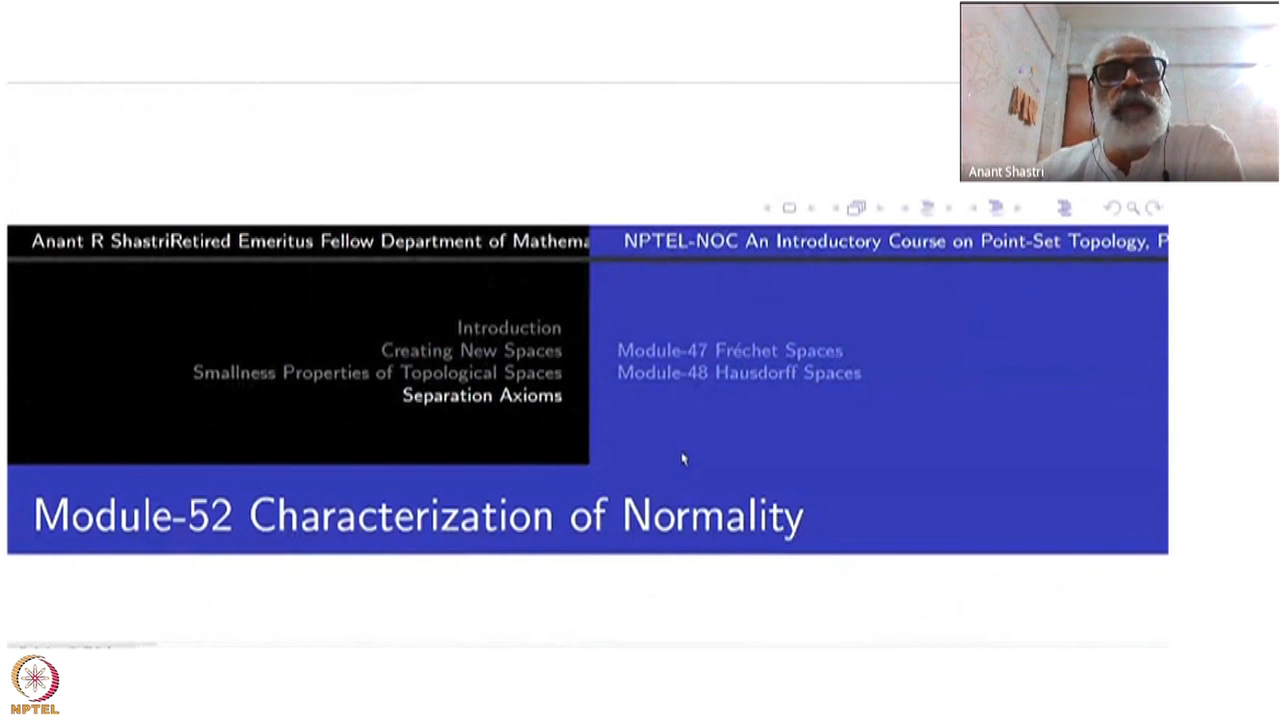 Anant Shastri
Anant R ShastriRetired Emeritus Fellow Department of Mathema
NPTEL-NOC An Introductory Course on Point-Set Topology, P
Introduction
Creating New Spaces
Smallness Properties of Topological Spaces
Separation Axioms
Module-47 Fréchet Spaces
Module-48 Hausdorff Spaces
Module-52 Characterization of Normality
NPTEL